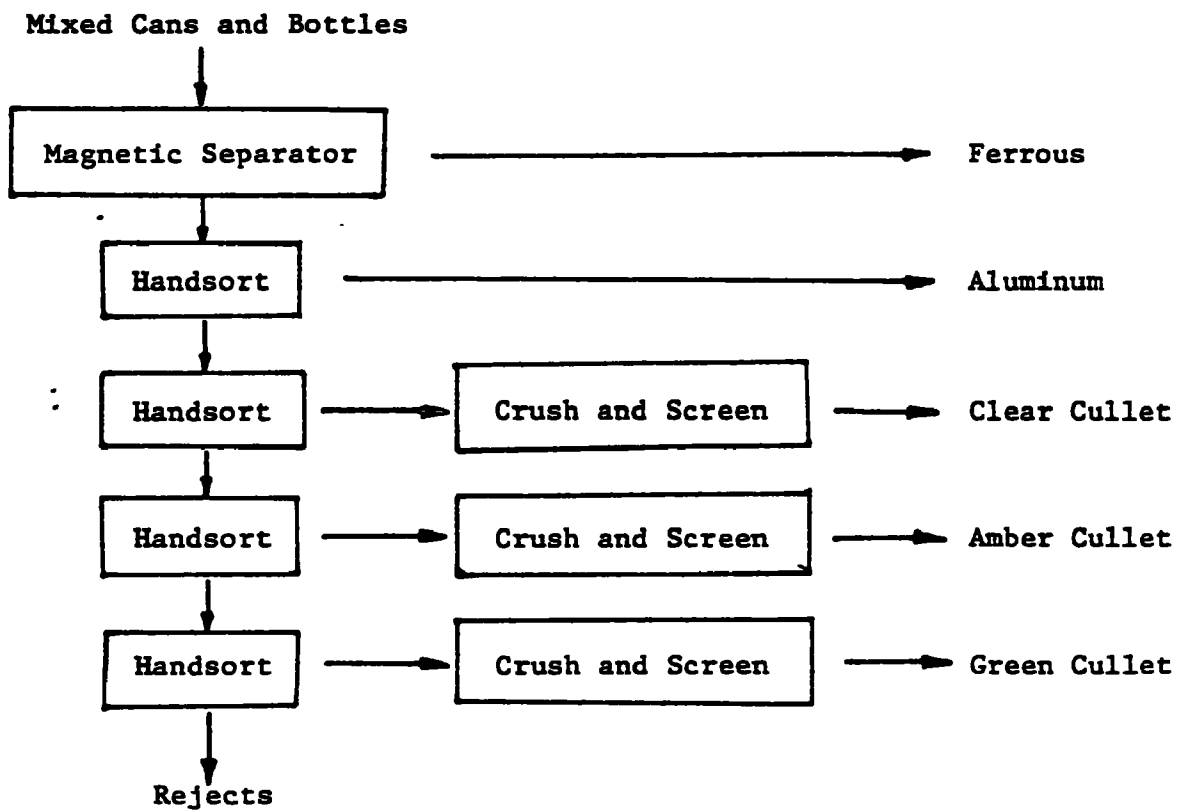 Mixed Cans and Bottles
Magnetic Separator
Ferrous
Handsort
Aluminum
Handsort
Crush and Screen
Clear Cullet
Handsort
Crush and Screen
Amber Cullet
Handsort
Crush and Screen
Green Cullet
Rejects